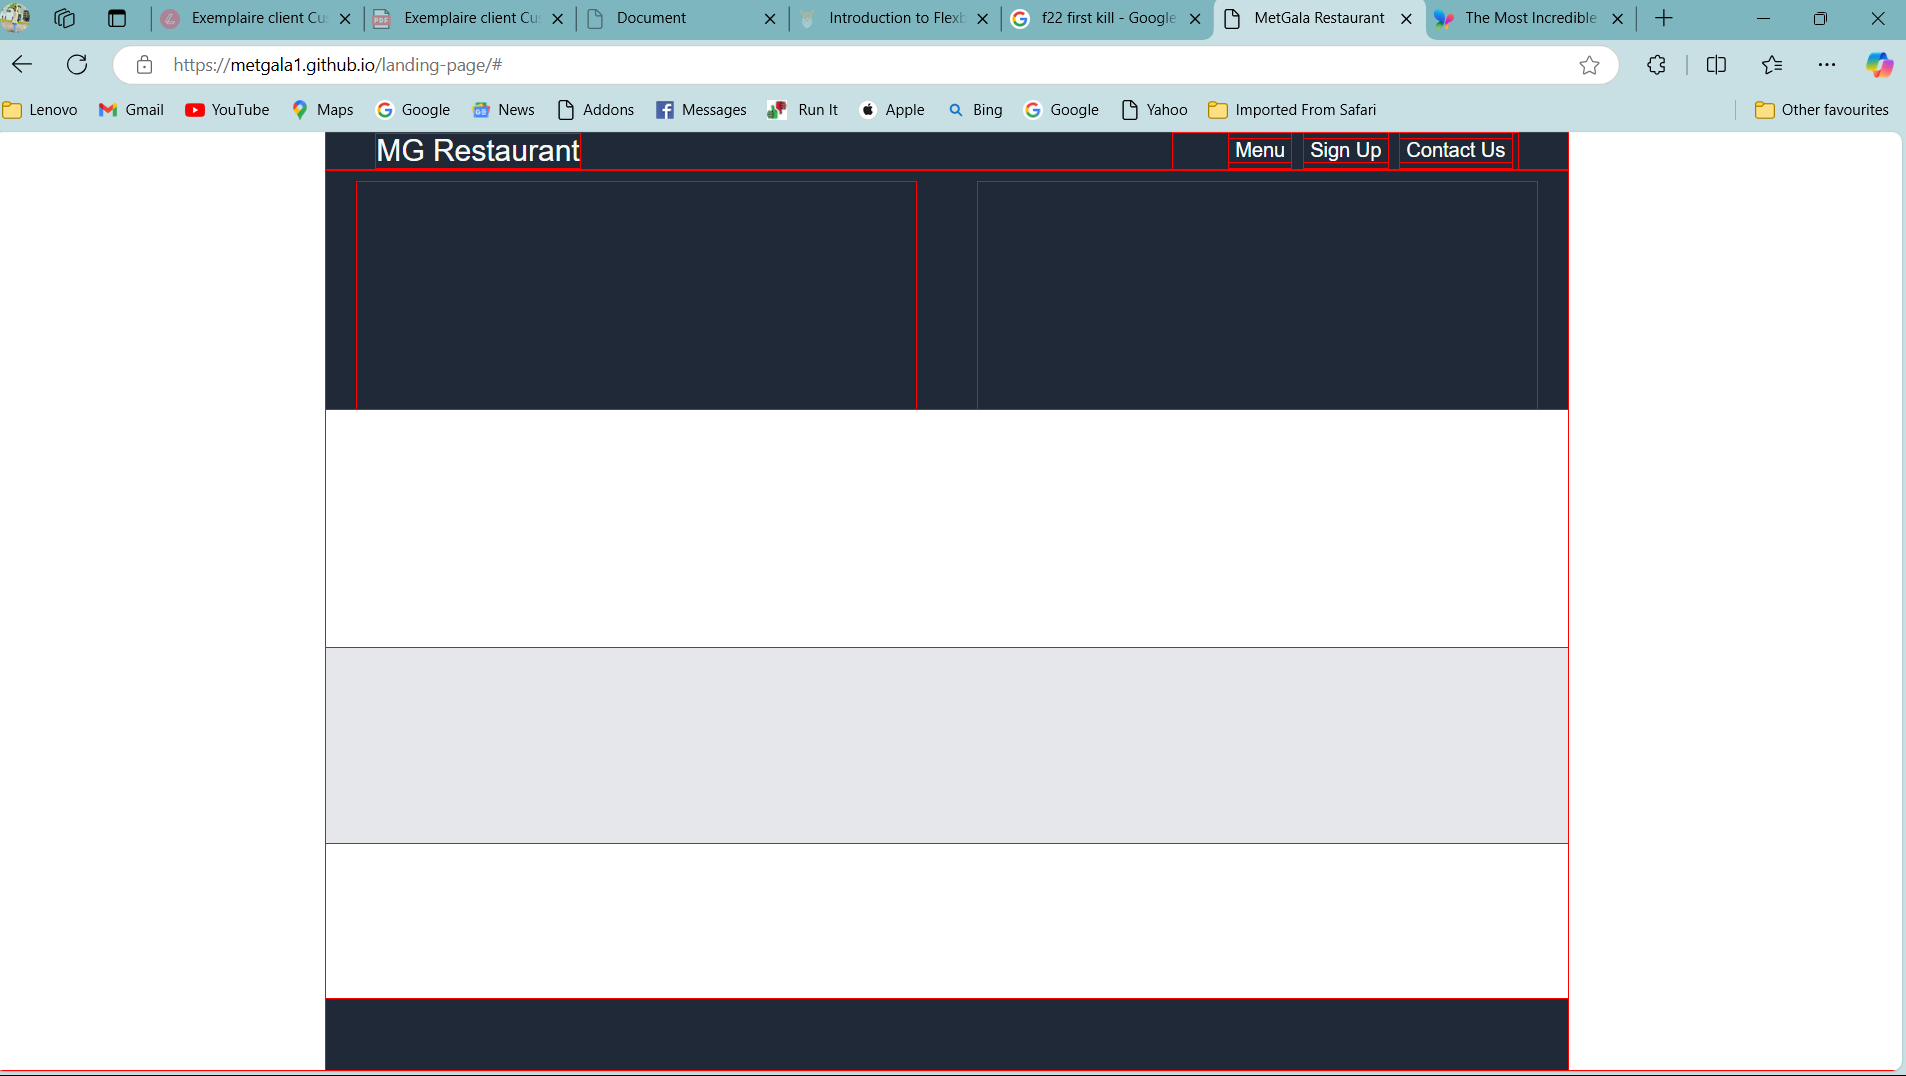 Exemplaire client Cu
Exemplaire client Cu
Document
Introduction to Flexb
f22 first kill - Google
MetGala Restaurant
The Most Incredible
https://metgala1.github.io/landing-page/#
Lenovo
Gmail
YouTube
Maps
Google
News
Addons
Messages
Run It
Apple
Bing
Google
Yahoo
Imported From Safari
Other favourites
MG Restaurant
Menu
Sign Up
Contact Us